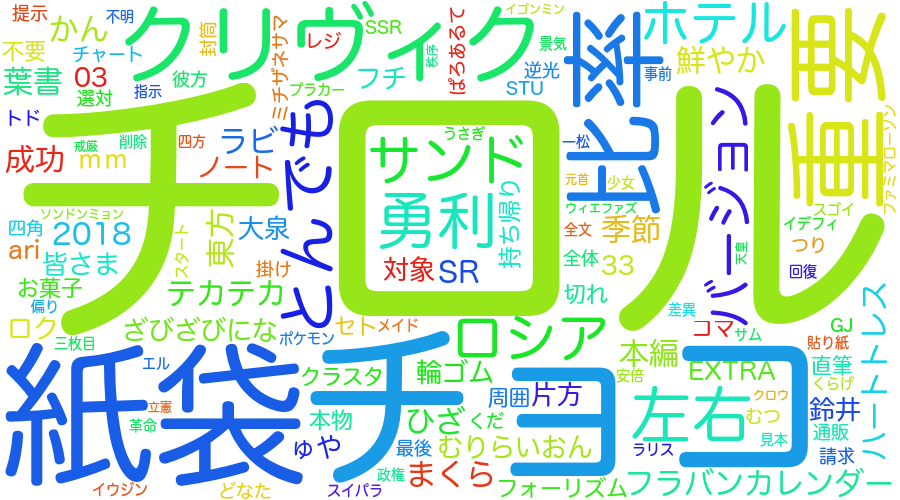 提示
不明
かん
クリヴィク
不要
チャート
葉書
03
選対
指示
彼方
封筒
ミチザネサマ
レジ
SSR
フチ
プラカー
秩序
ぱろあるて
イゴンミン
景気
逆光
STU
率
事前
ホテル
鮮やか
重要
トド
戒厳
削除
四方
成功
mm
ノート
ラビ
とんでも
うさぎ
サンド
一松
比
元首
少女
バージョン
ファミマローソン
チロル
勇利
持ち帰り
ウィエファズ
スゴイ
イデフィ
ソンドンミョン
四角
2018
ari
皆さま
スタート
東方
大泉
掛け
対象
SR
全文
季節
全体
33
天皇
つり
回復
お菓子
偏り
テカテカ
切れ
差異
ロク
三枚目
ざびざびにな
ポケモン
セト
メイド
ロシア
コマ
サム
GJ
貼り紙
ハートトレス
紙袋
エル
チョコ
クラスタ
輪ゴム
本編
安倍
EXTRA
直筆
くらげ
立憲
革命
本物
周囲
片方
左右
クロウ
むつ
鈴井
通販
見本
ゅや
ひざ
くだ
最後
むりらいおん
ラリス
請求
政権
まくら
イウジン
どなた
スイパラ
フォーリズム
フラバンカレンダー